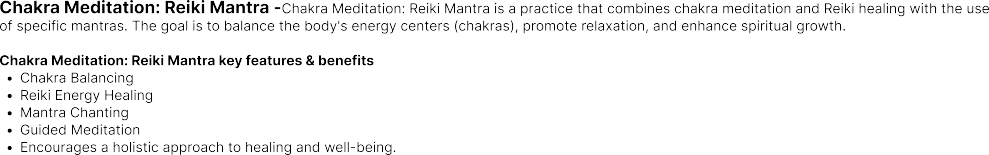 Chakra Meditation: Reiki Mantra -Chakra Meditation: Reiki Mantra is a practice that combines chakra meditation and Reiki healing with the use
of specific mantras. The goal is to balance the body's energy centers (chakras), promote relaxation, and enhance spiritual growth.
Chakra Meditation: Reiki Mantra key features & benefits
• Chakra Balancing
• Reiki Energy Healing
• Mantra Chanting
• Guided Meditation
• Encourages a holistic approach to healing and well-being.